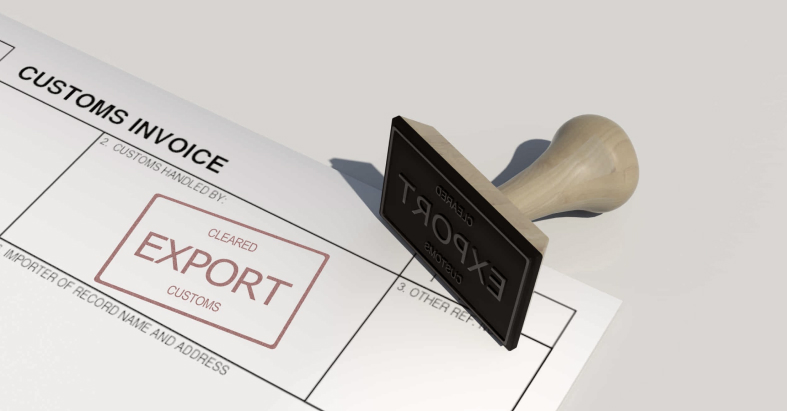 CUSTOMS INVOICE
2. CUSTOMS HANDLED BY:
CLEARED
EXPORT
CUSTOMS
IMPORTER OF RECORD NAME AND ADDRESS
3. OTHER REF.
CLEARED
EXPORT
CUSTOMS